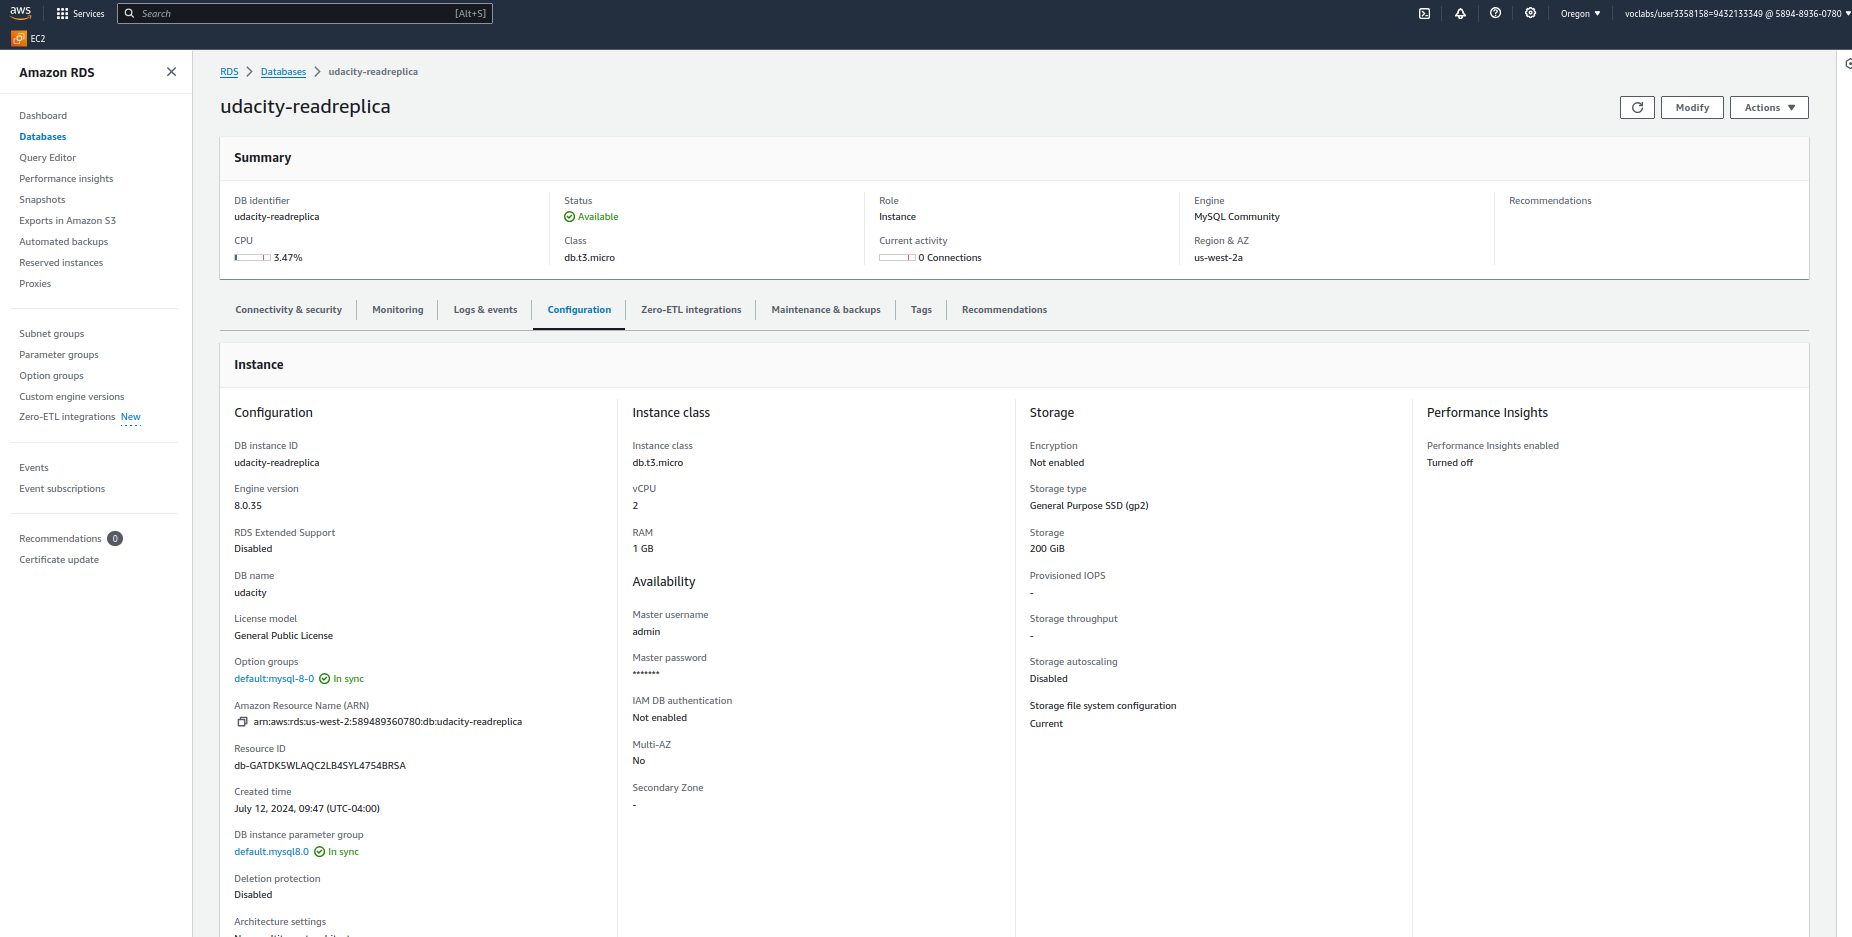 aws Services Search [Alt+S] Oregon voclabs/user3358158=9432133349 @ 5894-8936-0780
EC2
Amazon RDS
Dashboard
Databases
Query Editor
Performance insights
Snapshots
Exports in Amazon S3
Automated backups
Reserved instances
Proxies
Subnet groups
Parameter groups
Option groups
Custom engine versions
Zero-ETL integrations New
Events
Event subscriptions
Recommendations 0
Certificate update
RDS > Databases > udacity-readreplica
udacity-readreplica
Modify Actions
Summary
DB identifier
udacity-readreplica
CPU
3.47%
Status
Available
Class
db.t3.micro
Role
Instance
Current activity
0 Connections
Engine
MySQL Community
Region & AZ
us-west-2a
Recommendations
Connectivity & security Monitoring Logs & events Configuration Zero-ETL integrations Maintenance & backups Tags Recommendations
Instance
Configuration
DB instance ID
udacity-readreplica
Engine version
8.0.35
RDS Extended Support
Disabled
DB name
udacity
License model
General Public License
Option groups
default:mysql-8-0 In sync
Amazon Resource Name (ARN)
arn:aws:rds:us-west-2:589489360780:db:udacity-readreplica
Resource ID
db-GATDK5WLAQC2LB4SYL4754BRSA
Created time
July 12, 2024, 09:47 (UTC-04:00)
DB instance parameter group
default.mysql8.0 In sync
Deletion protection
Disabled
Architecture settings
Instance class
Instance class
db.t3.micro
vCPU
2
RAM
1 GB
Availability
Master username
admin
Master password
*******
IAM DB authentication
Not enabled
Multi-AZ
No
Secondary Zone
-
Storage
Encryption
Not enabled
Storage type
General Purpose SSD (gp2)
Storage
200 GiB
Provisioned IOPS
-
Storage throughput
-
Storage autoscaling
Disabled
Storage file system configuration
Current
Performance Insights
Performance Insights enabled
Turned off